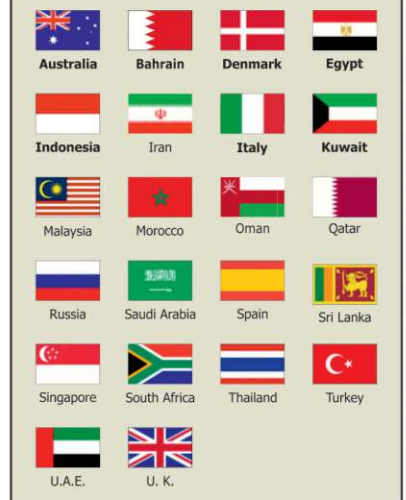 Australia Bahrain Denmark Egypt
Indonesia Iran Italy Kuwait
Malaysia Morocco Oman Qatar
Russia Saudi Arabia Spain Sri Lanka
Singapore South Africa Thailand Turkey
U.A.E. U. K.